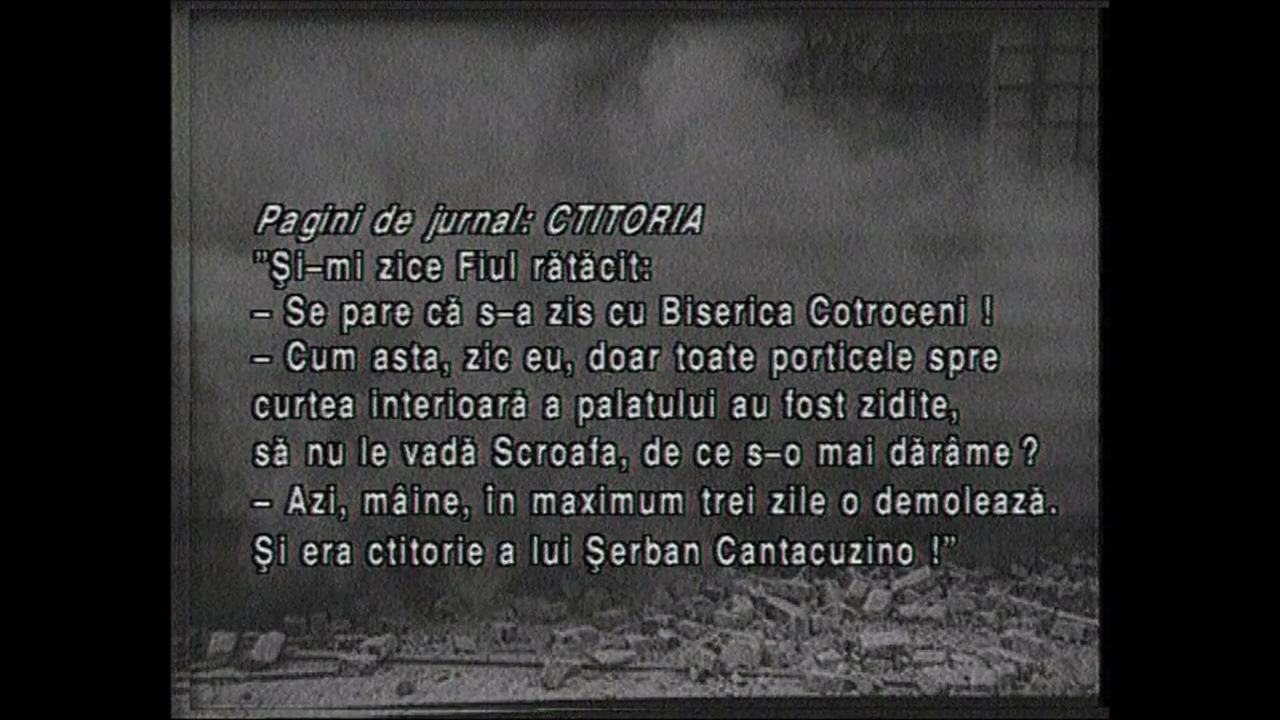 Pagini de jurnal: CTITORIA
"Şi–mi zice Fiul rătăcit:
– Se pare că s–a zis cu Biserica Cotroceni !
– Cum asta, zic eu, doar toate porticele spre
curtea interioară a palatului au fost zidite,
să nu le vadă Scroafa, de ce s–o mai dărâme ?
– Azi, mâine, în maximum trei zile o demolează.
Şi era ctitorie a lui Şerban Cantacuzino !"